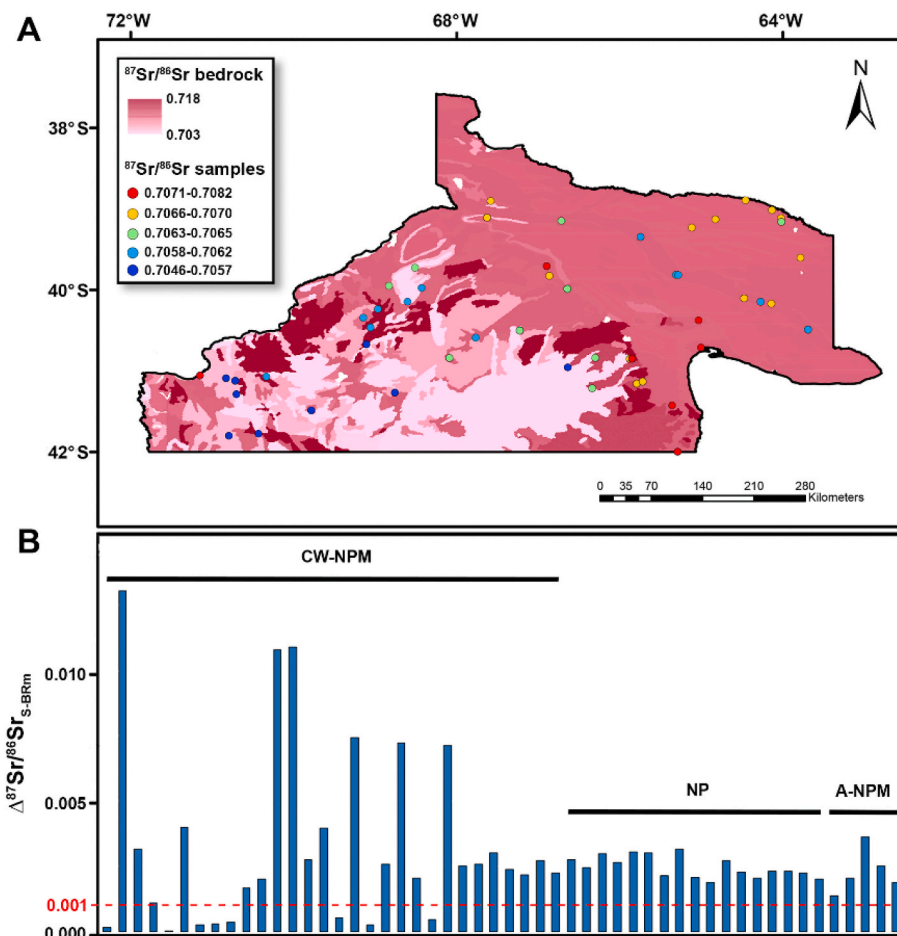 A
72°W
68°W
64°W
38°S
40°S
42°S
⁸⁷Sr/⁸⁶Sr bedrock
0.718
0.703
⁸⁷Sr/⁸⁶Sr samples
0.7071-0.7082
0.7066-0.7070
0.7063-0.7065
0.7058-0.7062
0.7046-0.7057
N
0 35 70 140 210 280
Kilometers
B
CW-NPM
NP
A-NPM
Δ⁸⁷Sr/⁸⁶Sr S-BRm
0.010
0.005
0.001
0.000